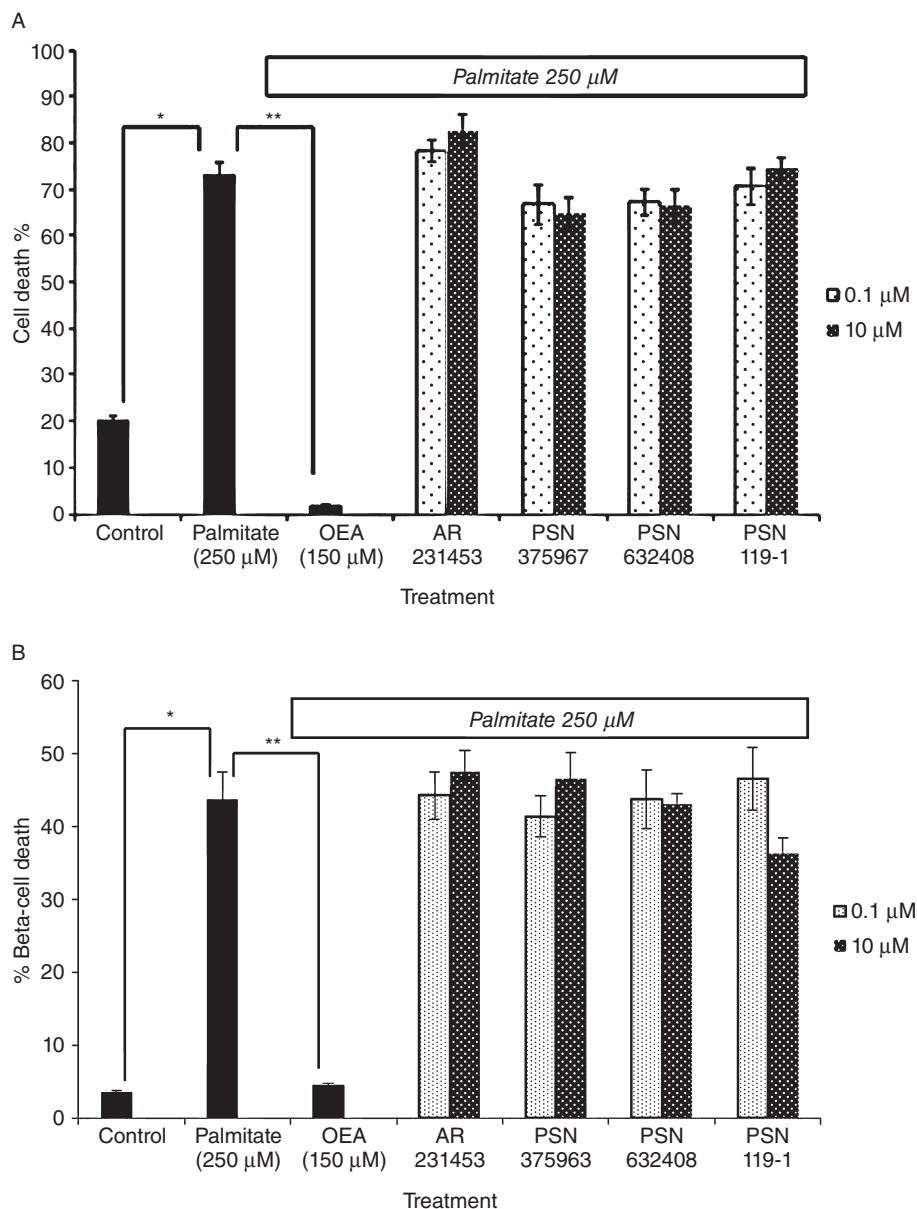 A
100
90
80
70
60
50
40
30
20
10
0
Cell death %
Palmitate 250 μM
*
**
0.1 μM
10 μM
Control
Palmitate
(250 μM)
OEA
(150 μM)
AR
231453
PSN
375967
PSN
632408
PSN
119-1
Treatment
B
60
50
40
30
20
10
0
% Beta-cell death
Palmitate 250 μM
*
**
0.1 μM
10 μM
Control
Palmitate
(250 μM)
OEA
(150 μM)
AR
231453
PSN
375963
PSN
632408
PSN
119-1
Treatment